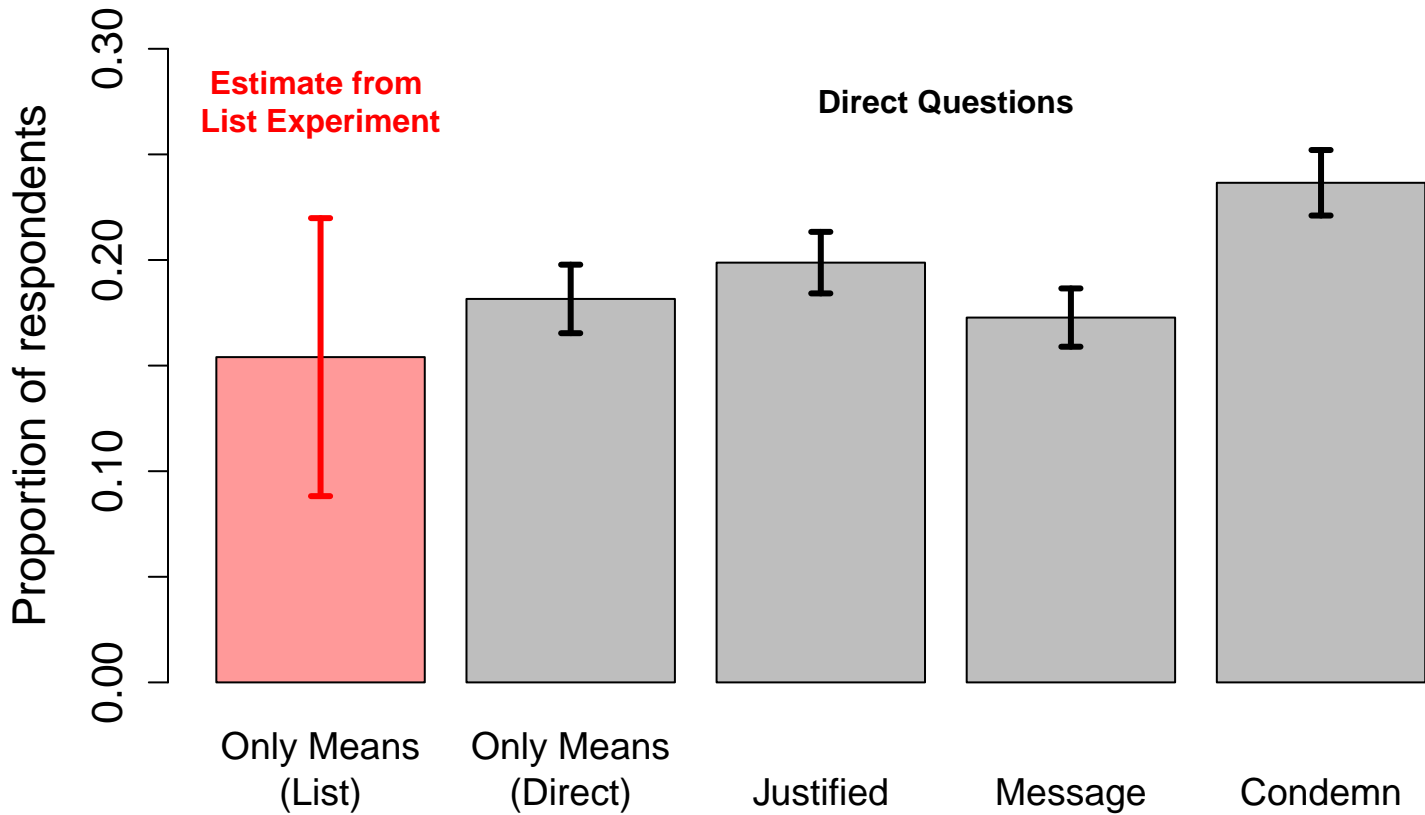 Proportion of respondents
0.30
0.20
0.10
0.00
Estimate from
List Experiment
Direct Questions
Only Means
(List)
Only Means
(Direct)
Justified
Message
Condemn